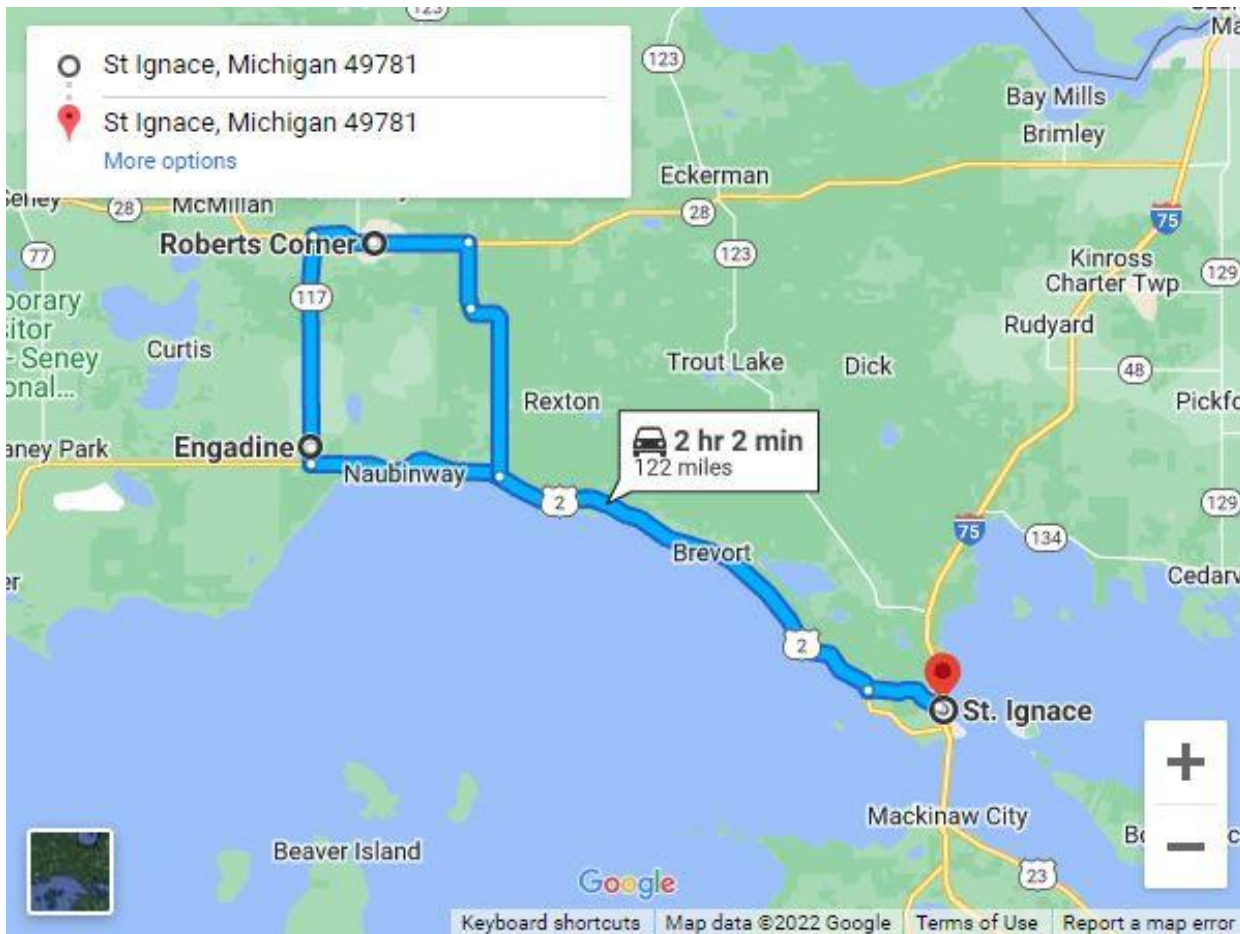 St Ignace, Michigan 49781
St Ignace, Michigan 49781
More options
123
Bay Mills
Brimley
Eckerman
28
McMillan
28
75
Roberts Corner
77
123
Kinross
Charter Twp
129
117
Rudyard
Curtis
Seney
Trout Lake
Dick
48
Rexton
2 hr 2 min
122 miles
Engadine
Naubinway
2
129
75
134
Brevort
2
St. Ignace
Mackinaw City
Beaver Island
23
Google
Keyboard shortcuts
Map data ©2022 Google
Terms of Use
Report a map error